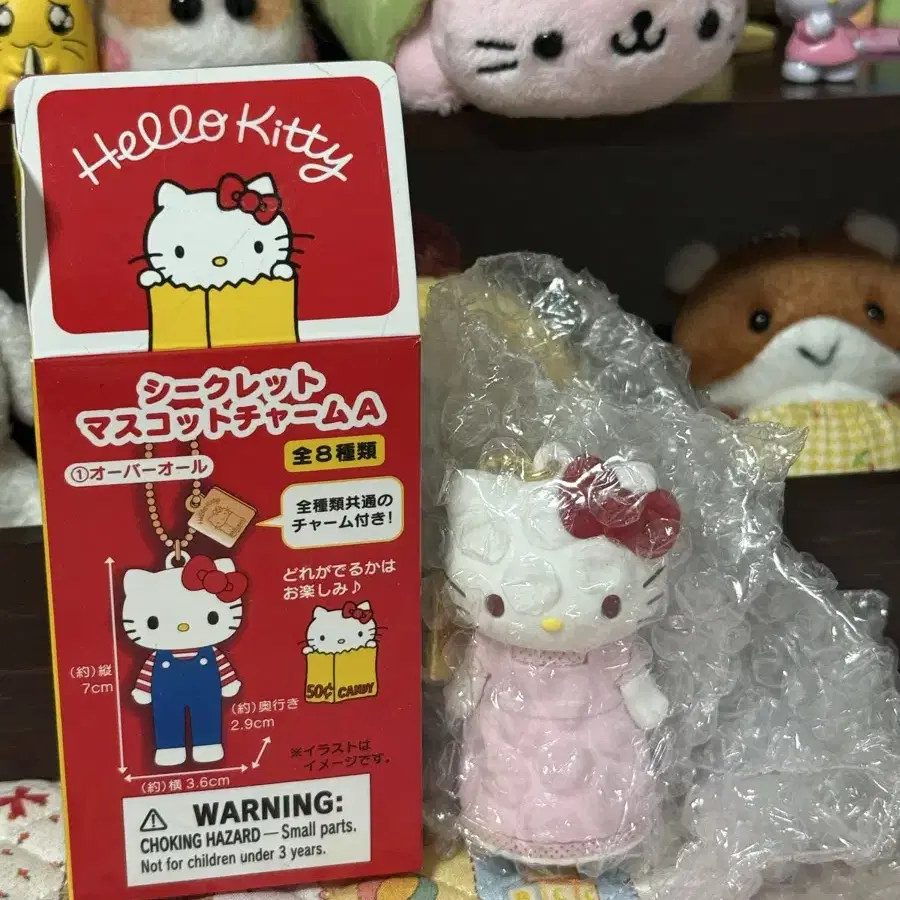 Hello Kitty
シークレット
マスコットチャームA
全8種類
①オーバーオール
全種類共通の
チャーム付き!
どれがでるかは
お楽しみ♪
(約)縦
7cm
50¢ CANDY
(約)奥行き
2.9cm
(約)横3.6cm
※イラストは
イメージです。
⚠ WARNING:
CHOKING HAZARD — Small parts.
Not for children under 3 years.